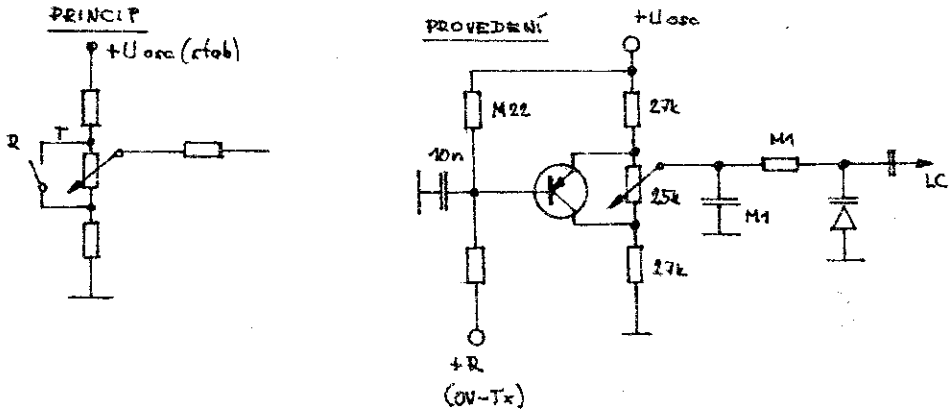 PRINCIP
+U osc (stab)
R
T
PROVEDENÍ
+U osc
M22
27k
10n
25k
M1
M1
LC
27k
+R
(0V-Tx)